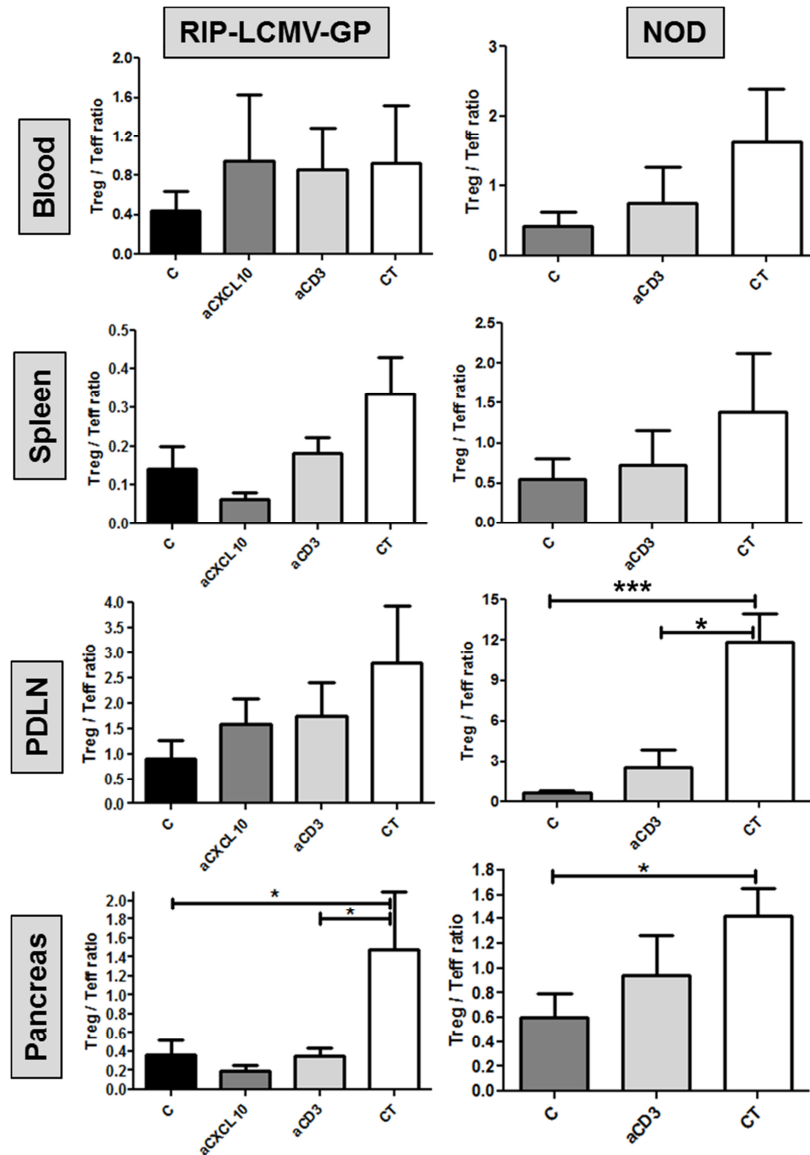 RIP-LCMV-GP
NOD
Blood
Treg / Teff ratio
2.0
1.6
1.2
0.8
0.4
0.0
C
aCXCL10
aCD3
CT
Treg / Teff ratio
3
2
1
0
C
aCD3
CT
Spleen
Treg / Teff ratio
0.5
0.4
0.3
0.2
0.1
0.0
C
aCXCL10
aCD3
CT
Treg / Teff ratio
2.5
2.0
1.5
1.0
0.5
0.0
C
aCD3
CT
PDLN
Treg / Teff ratio
4.0
3.5
3.0
2.5
2.0
1.5
1.0
0.5
0.0
C
aCXCL10
aCD3
CT
Treg / Teff ratio
15
12
9
6
3
0
***
*
C
aCD3
CT
Pancreas
Treg / Teff ratio
2.0
1.8
1.6
1.4
1.2
1.0
0.8
0.6
0.4
0.2
0.0
*
*
C
aCXCL10
aCD3
CT
Treg / Teff ratio
1.8
1.6
1.4
1.2
1.0
0.8
0.6
0.4
0.2
0.0
*
C
aCD3
CT